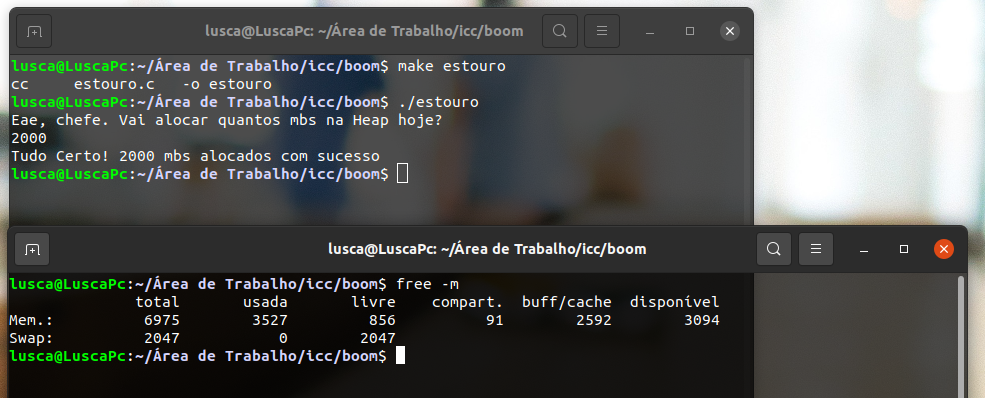 lusca@LuscaPc: ~/Área de Trabalho/icc/boom
lusca@LuscaPc:~/Área de Trabalho/icc/boom$ make estouro
cc     estouro.c   -o estouro
lusca@LuscaPc:~/Área de Trabalho/icc/boom$ ./estouro
Eae, chefe. Vai alocar quantos mbs na Heap hoje?
2000
Tudo Certo! 2000 mbs alocados com sucesso
lusca@LuscaPc:~/Área de Trabalho/icc/boom$
lusca@LuscaPc: ~/Área de Trabalho/icc/boom
lusca@LuscaPc:~/Área de Trabalho/icc/boom$ free -m
total       usada       livre    compart.  buff/cache  disponível
Mem.:          6975        3527         856          91        2592        3094
Swap:          2047           0        2047
lusca@LuscaPc:~/Área de Trabalho/icc/boom$